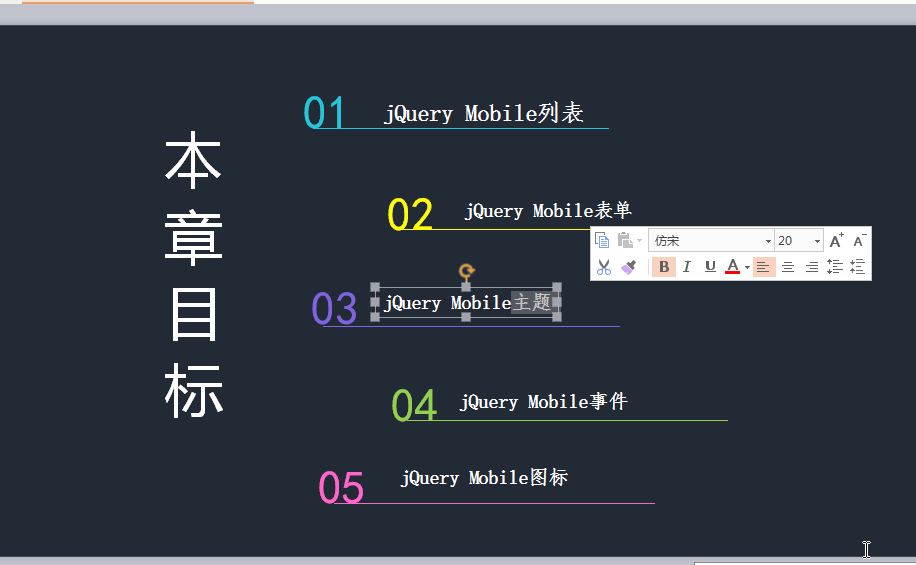 本章目标
01 jQuery Mobile列表
02 jQuery Mobile表单
仿宋 20 A+ A-
B I U A
03 jQuery Mobile主题
04 jQuery Mobile事件
05 jQuery Mobile图标